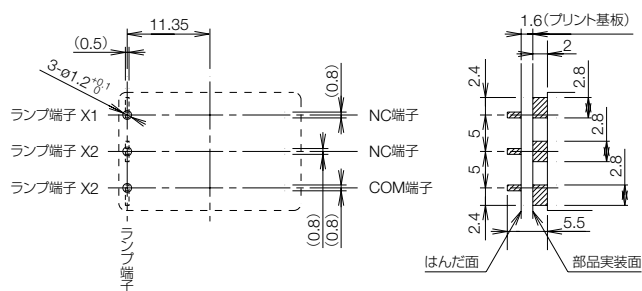 11.35
(0.5)
3-ø1.2 +0.1 0
(0.8)
ランプ端子 X1
NC端子
ランプ端子 X2
NC端子
ランプ端子 X2
COM端子
(0.8)
(0.8)
ランプ端子
1.6(プリント基板)
2
2.4
2.8
5
2.8
5
2.8
2.4
5.5
はんだ面
部品実装面